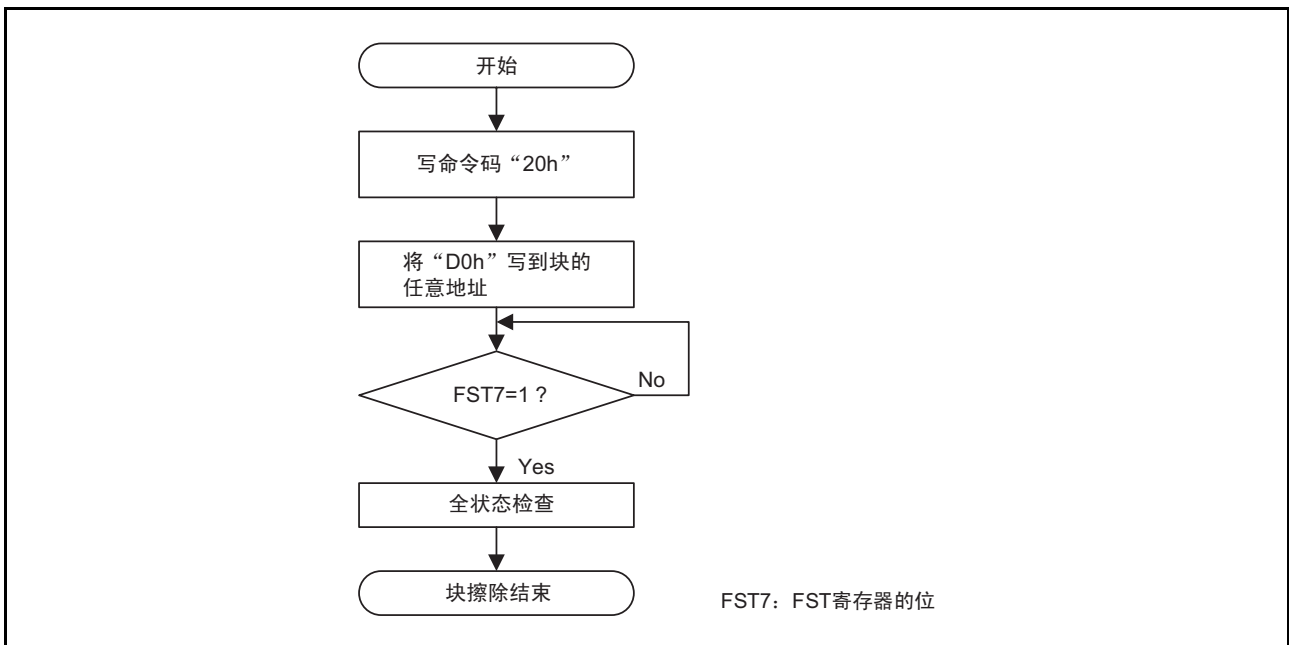 开始
写命令码“20h”
将“D0h”写到块的
任意地址
FST7=1？
No
Yes
全状态检查
块擦除结束
FST7：FST寄存器的位